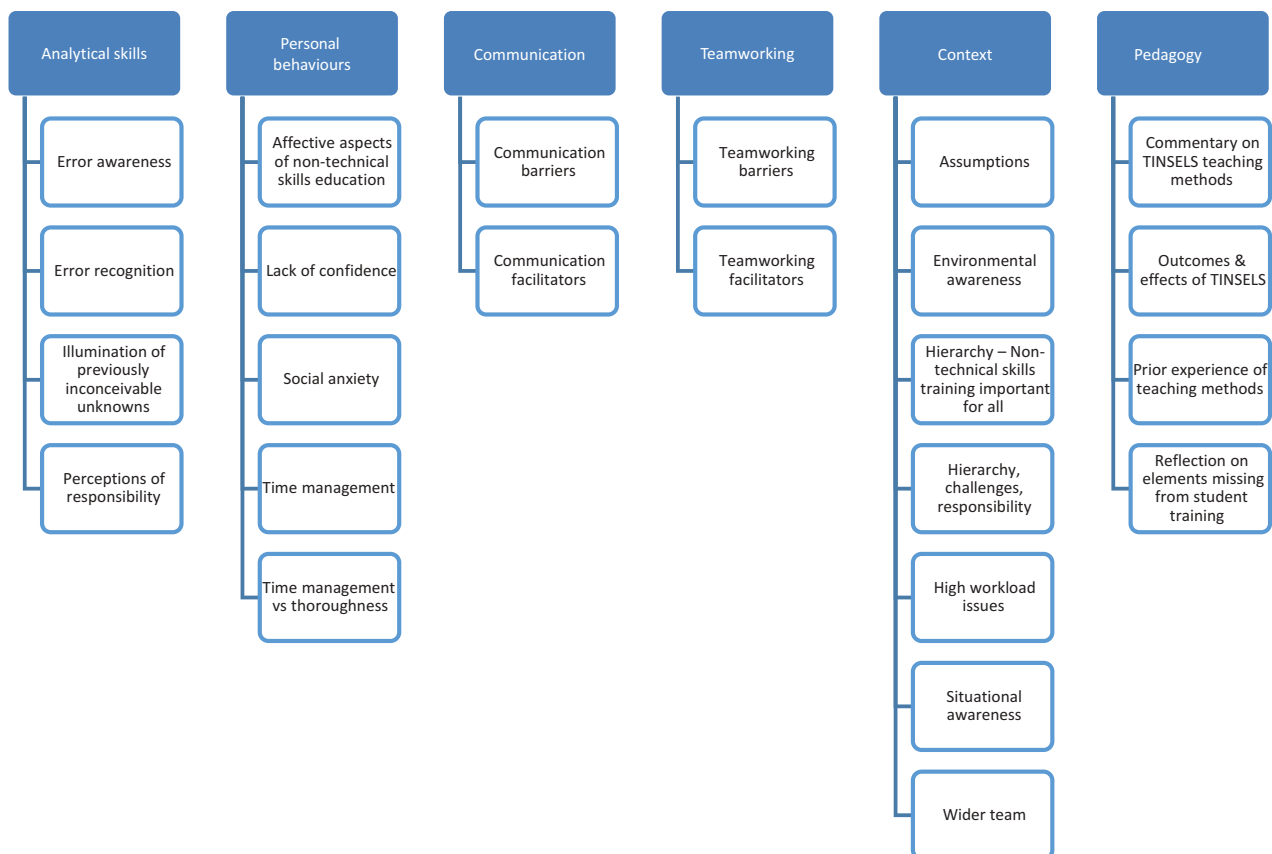 Analytical skills
Error awareness
Error recognition
Illumination of
previously
inconceivable
unknowns
Perceptions of
responsibility
Personal
behaviours
Affective aspects
of non-technical
skills education
Lack of confidence
Social anxiety
Time management
Time management
vs thoroughness
Communication
Communication
barriers
Communication
facilitators
Teamworking
Teamworking
barriers
Teamworking
facilitators
Context
Assumptions
Environmental
awareness
Hierarchy – Non-
technical skills
training important
for all
Hierarchy,
challenges,
responsibility
High workload
issues
Situational
awareness
Wider team
Pedagogy
Commentary on
TINSELS teaching
methods
Outcomes &
effects of TINSELS
Prior experience of
teaching methods
Reflection on
elements missing
from student
training